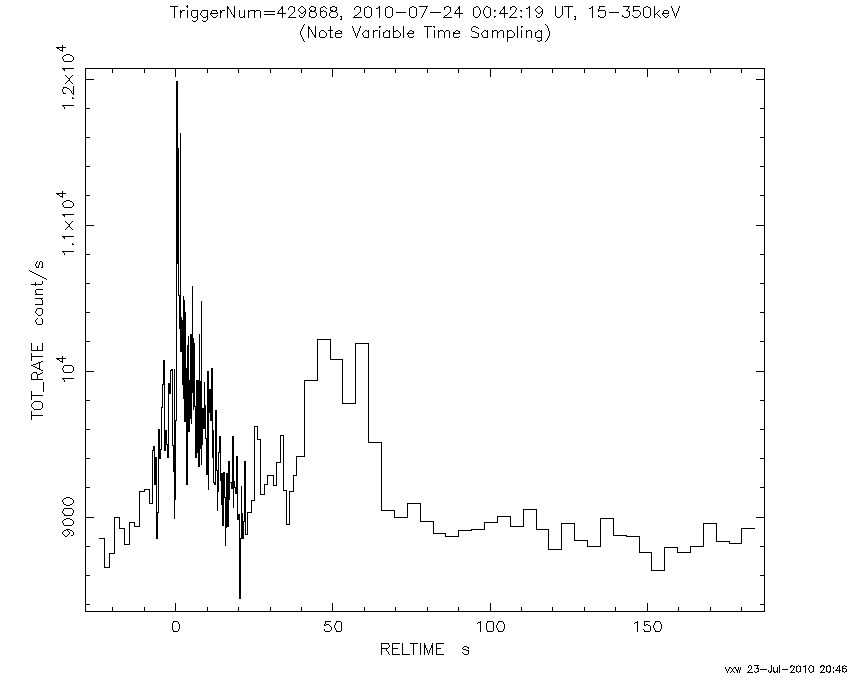 TriggerNum=429868, 2010-07-24 00:42:19 UT, 15-350keV
(Note Variable Time Sampling)
1.2×10⁴
1.1×10⁴
10⁴
9000
TOT_RATE count/s
0 50 100 150
RELTIME s
vxw 23-Jul-2010 20:46